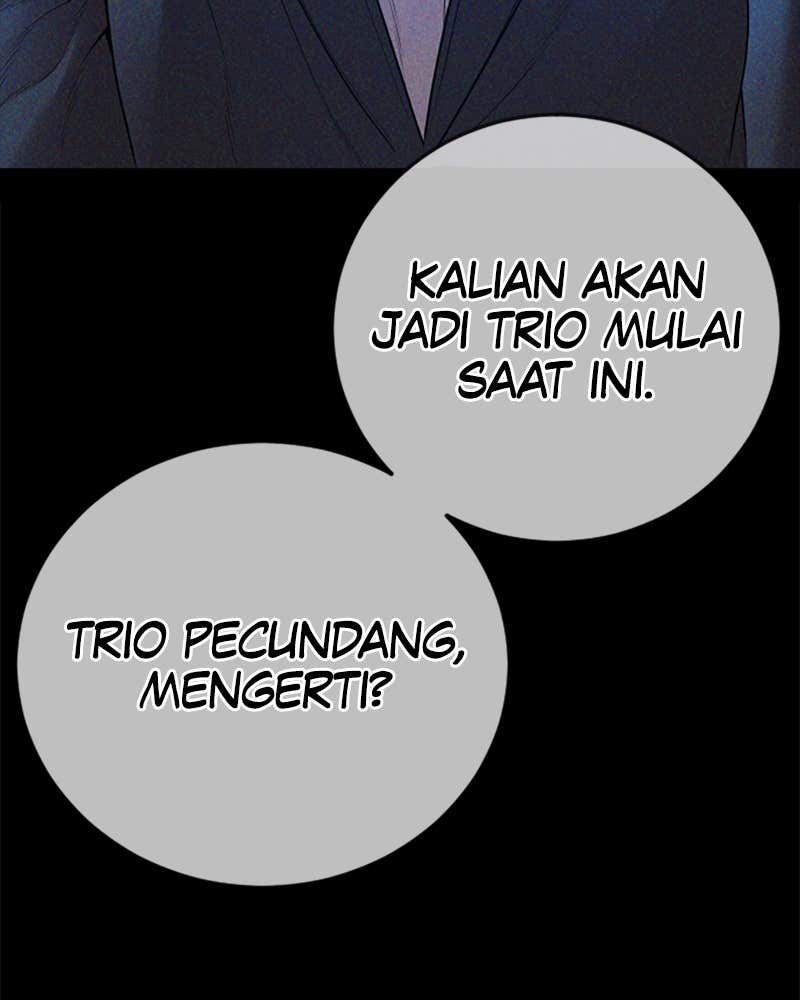 KALIAN AKAN
JADI TRIO MULAI
SAAT INI.
TRIO PECUNDANG,
MENGERTI?